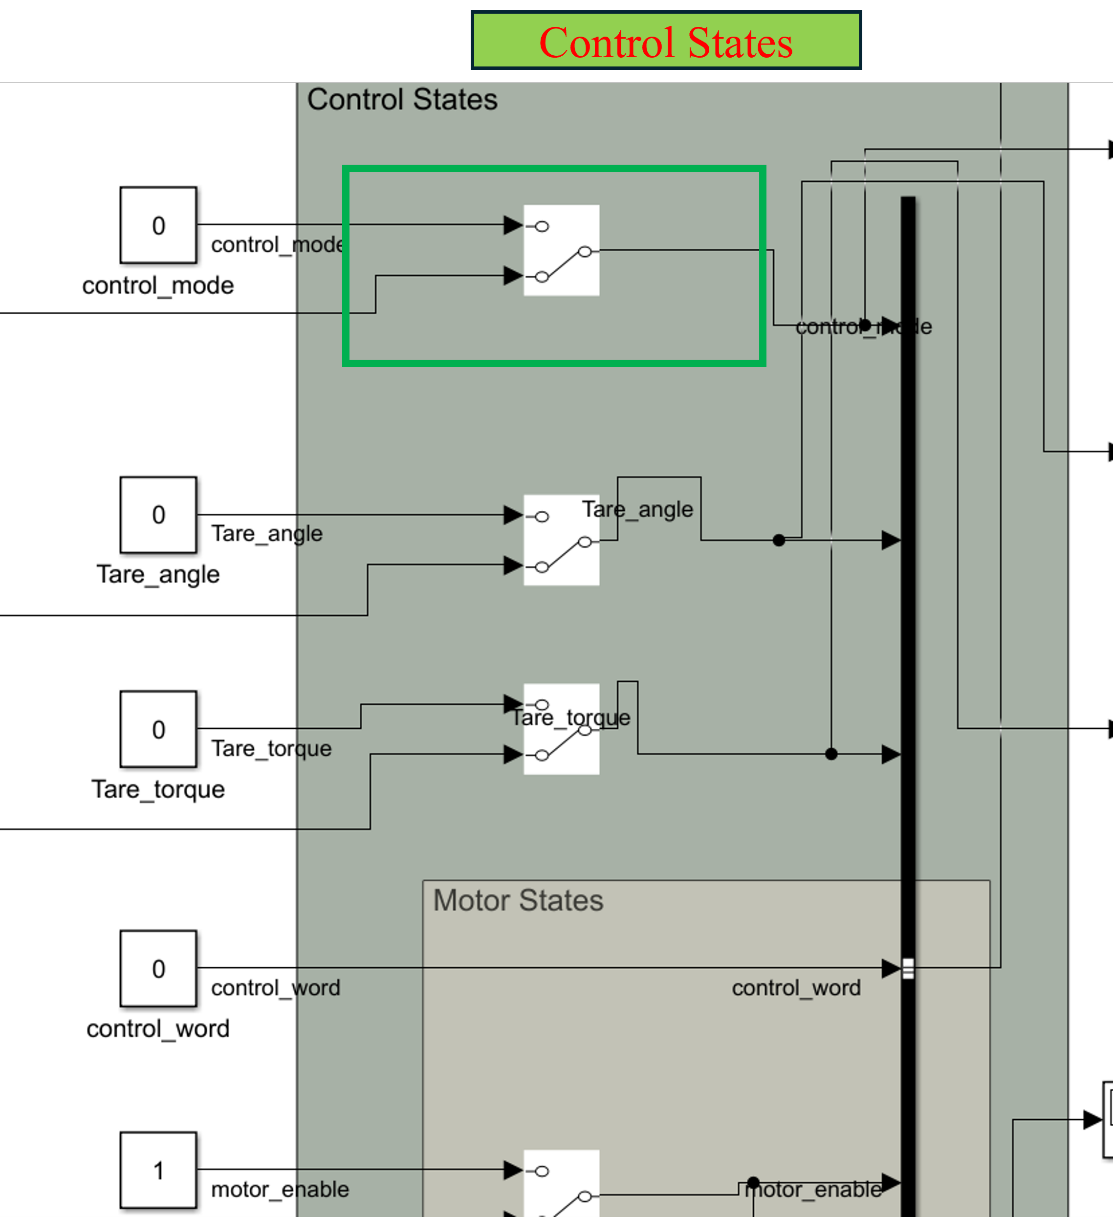 Control States
Control States
0
control_mode
control_mode
control_mode
0
Tare_angle
Tare_angle
Tare_angle
0
Tare_torque
Tare_torque
Tare_torque
Motor States
0
control_word
control_word
control_word
1
motor_enable
motor_enable